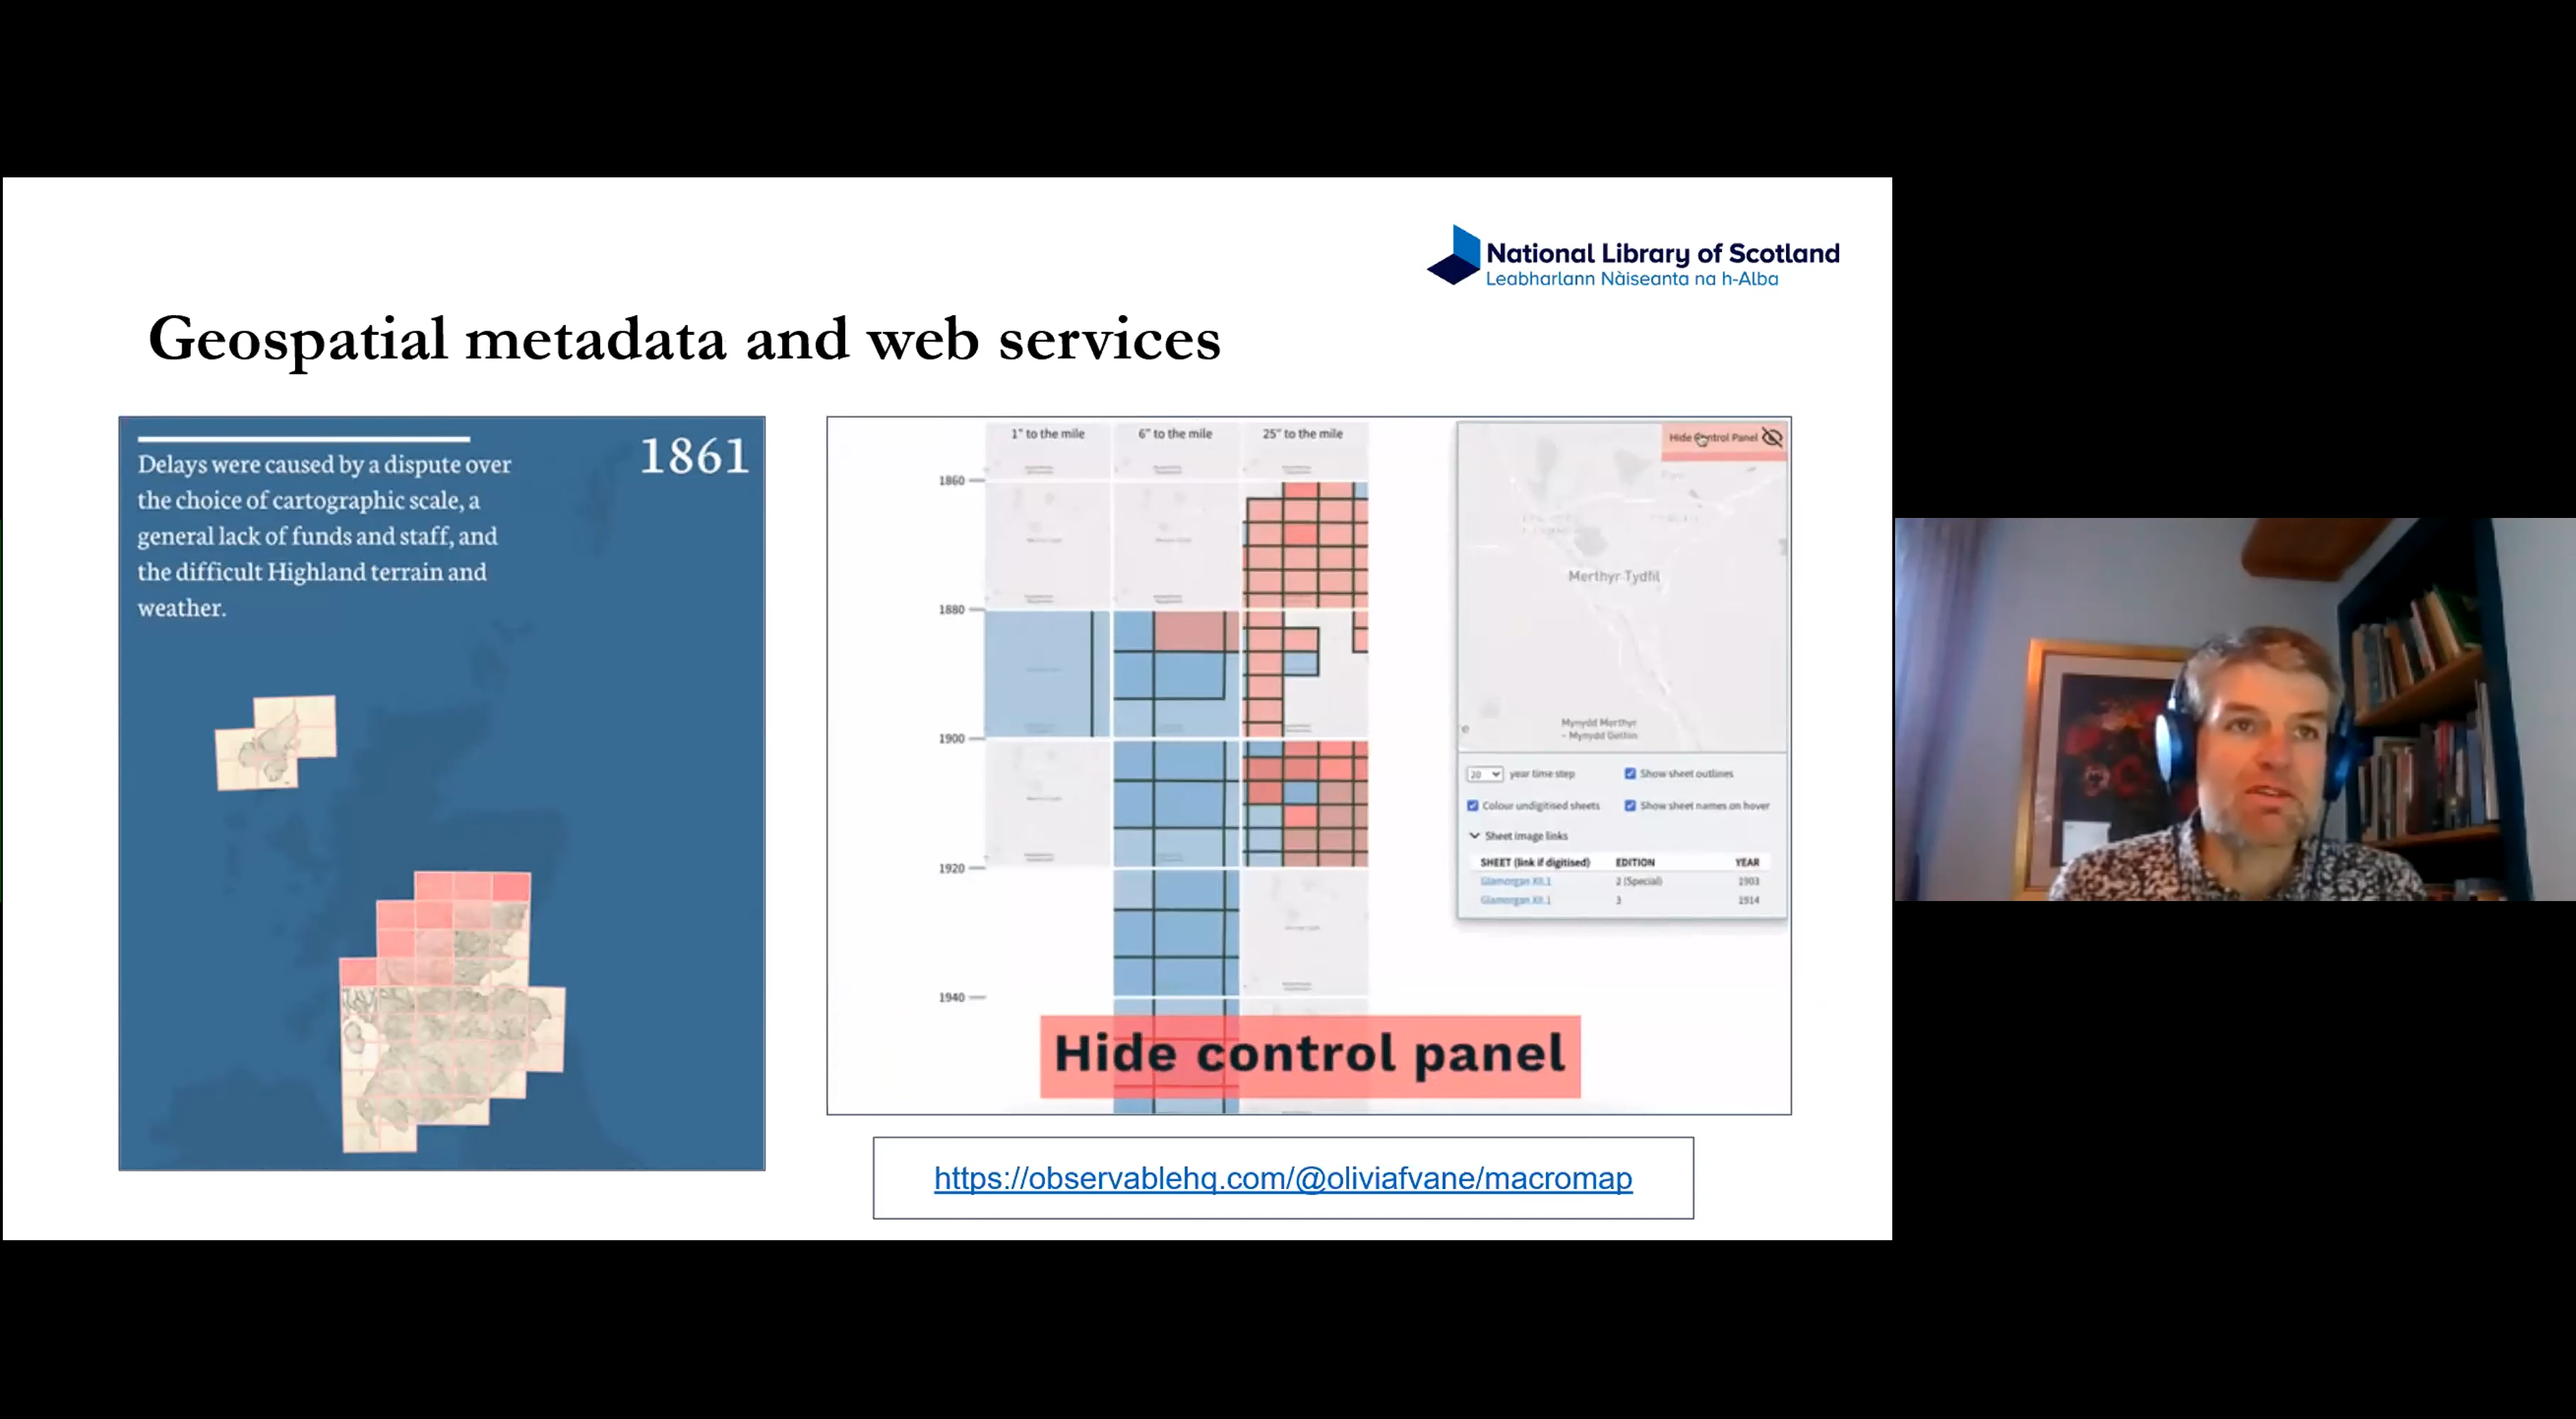 National Library of Scotland
Leabharlann Nàiseanta na h-Alba
Geospatial metadata and web services
Delays were caused by a dispute over
the choice of cartographic scale, a
general lack of funds and staff, and
the difficult Highland terrain and
weather.
1861
1" to the mile
6" to the mile
25" to the mile
1860
1880
1900
1920
1940
Hide Control Panel
Merthyr Tydfil
Mynydd Merthyr
- Mynydd Gethin
20 year time step
Show sheet outlines
Colour undigitised sheets
Show sheet names on hover
Sheet image links
SHEET (link if digitised) EDITION YEAR
Glamorgan XII.1 2 (Special) 1903
Glamorgan XII.1 3 1914
Hide control panel
https://observablehq.com/@oliviafvane/macromap